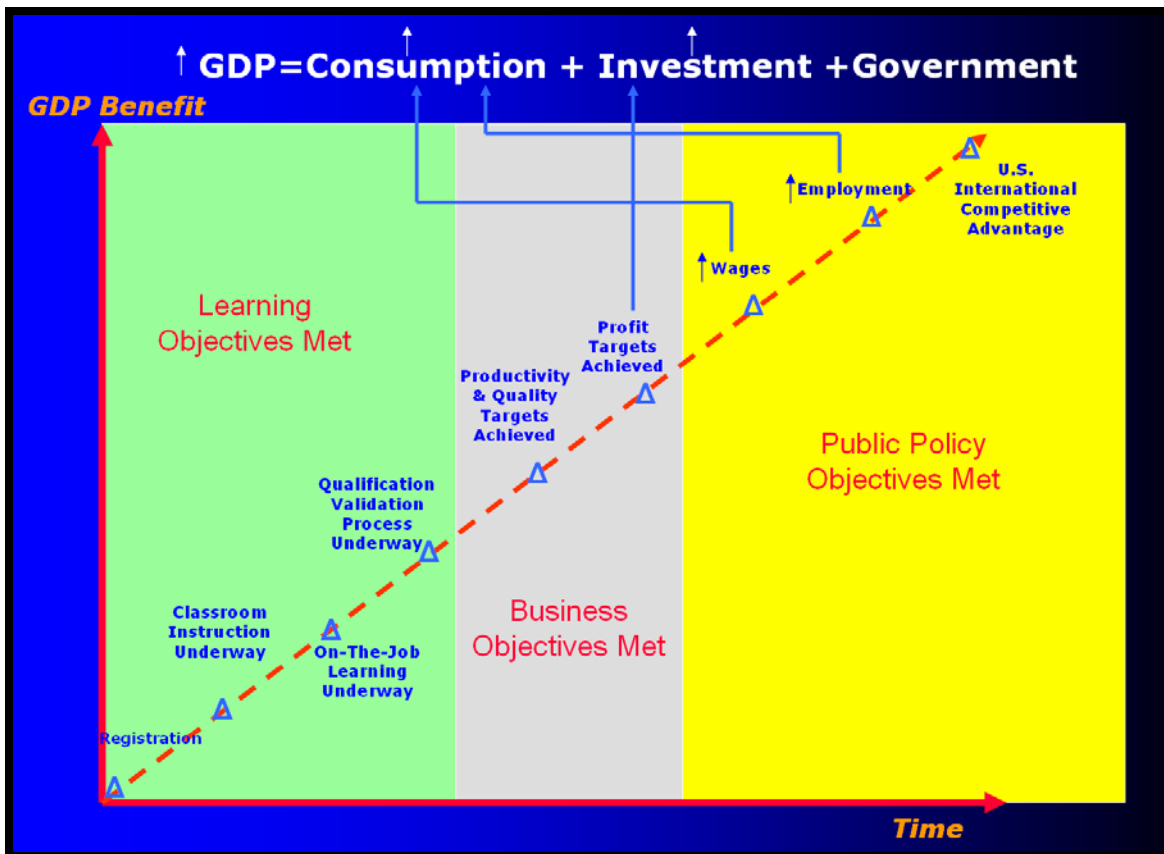 GDP=Consumption + Investment +Government
GDP Benefit
U.S.
International
Competitive
Advantage
Employment
Wages
Learning
Objectives Met
Profit
Targets
Achieved
Productivity
& Quality
Targets
Achieved
Public Policy
Objectives Met
Qualification
Validation
Process
Underway
Business
Objectives Met
Classroom
Instruction
Underway
On-The-Job
Learning
Underway
Registration
Time